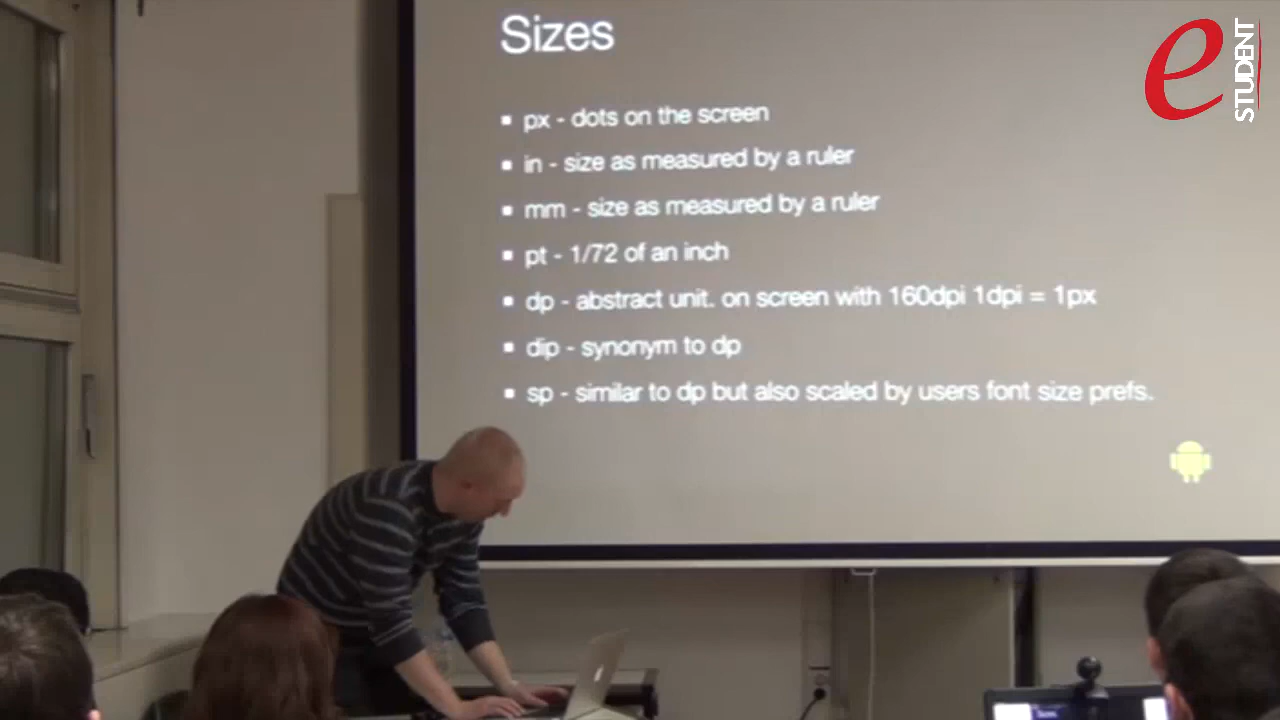 Sizes
px - dots on the screen
in - size as measured by a ruler
mm - size as measured by a ruler
pt - 1/72 of an inch
dp - abstract unit. on screen with 160dpi 1dpi = 1px
dip - synonym to dp
sp - similar to dp but also scaled by users font size prefs.
e STUDENT